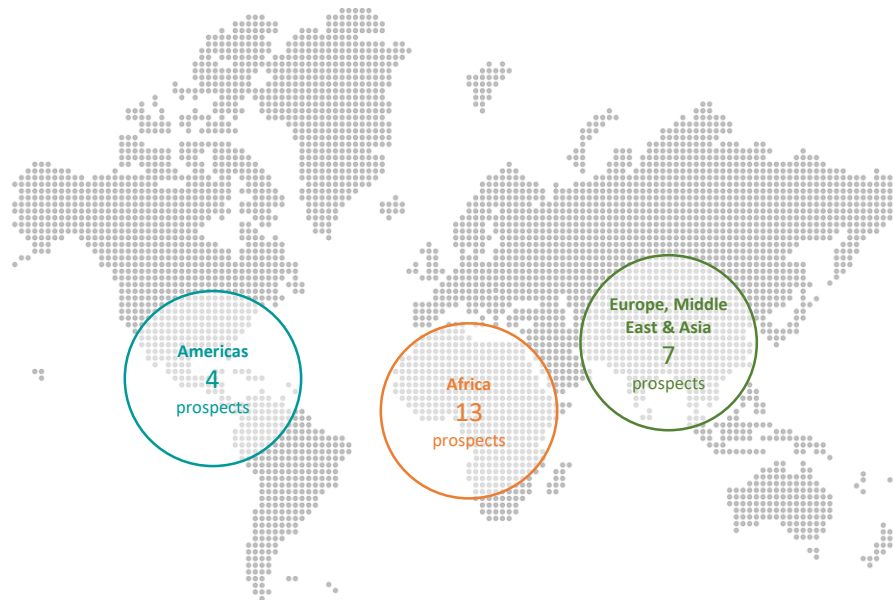 Americas
4
prospects
Africa
13
prospects
Europe, Middle
East & Asia
7
prospects